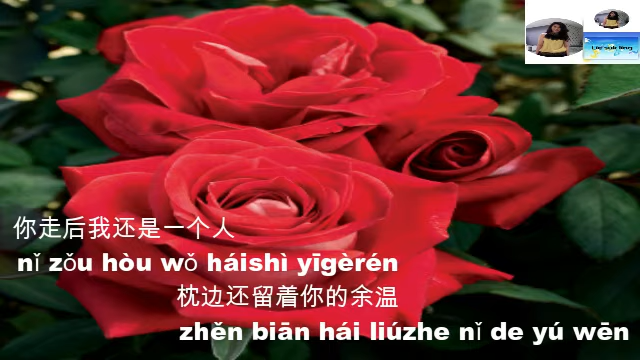 你走后我还是一个人
nǐ zǒu hòu wǒ háishì yīgèrén
枕边还留着你的余温
zhěn biān hái liúzhe nǐ de yú wēn